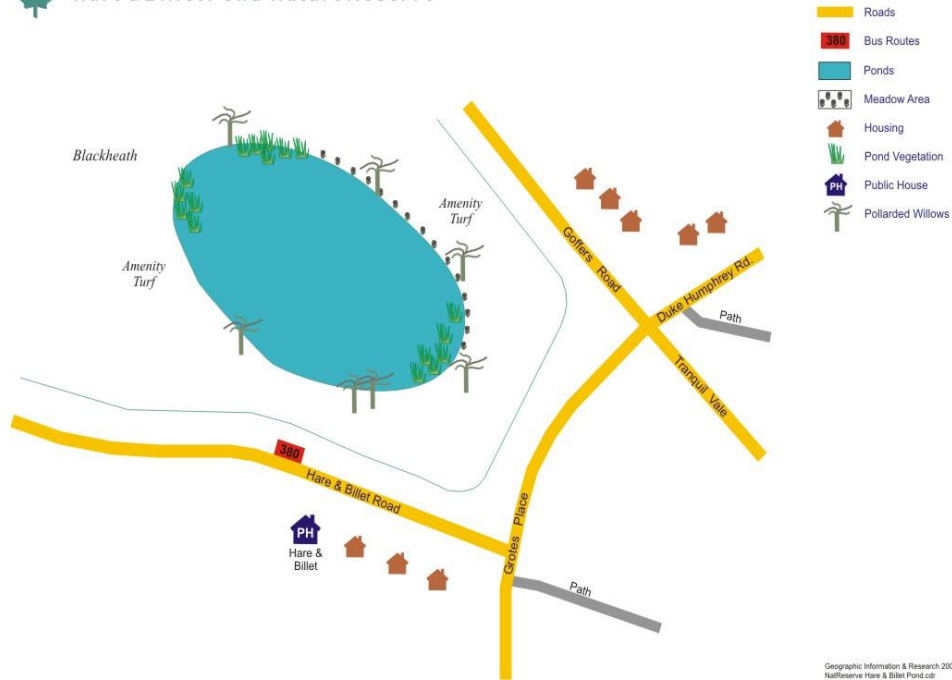 Roads
380 Bus Routes
Ponds
Meadow Area
Housing
Pond Vegetation
PH Public House
Pollarded Willows
Blackheath
Amenity
Turf
Amenity
Turf
Goffers Road
Duke Humphrey Rd.
Path
Tranquil Vale
380
Hare & Billet Road
Grotes Place
PH
Hare &
Billet
Path
Geographic Information & Research
NatReserve Hare & Billet Pond.cdr